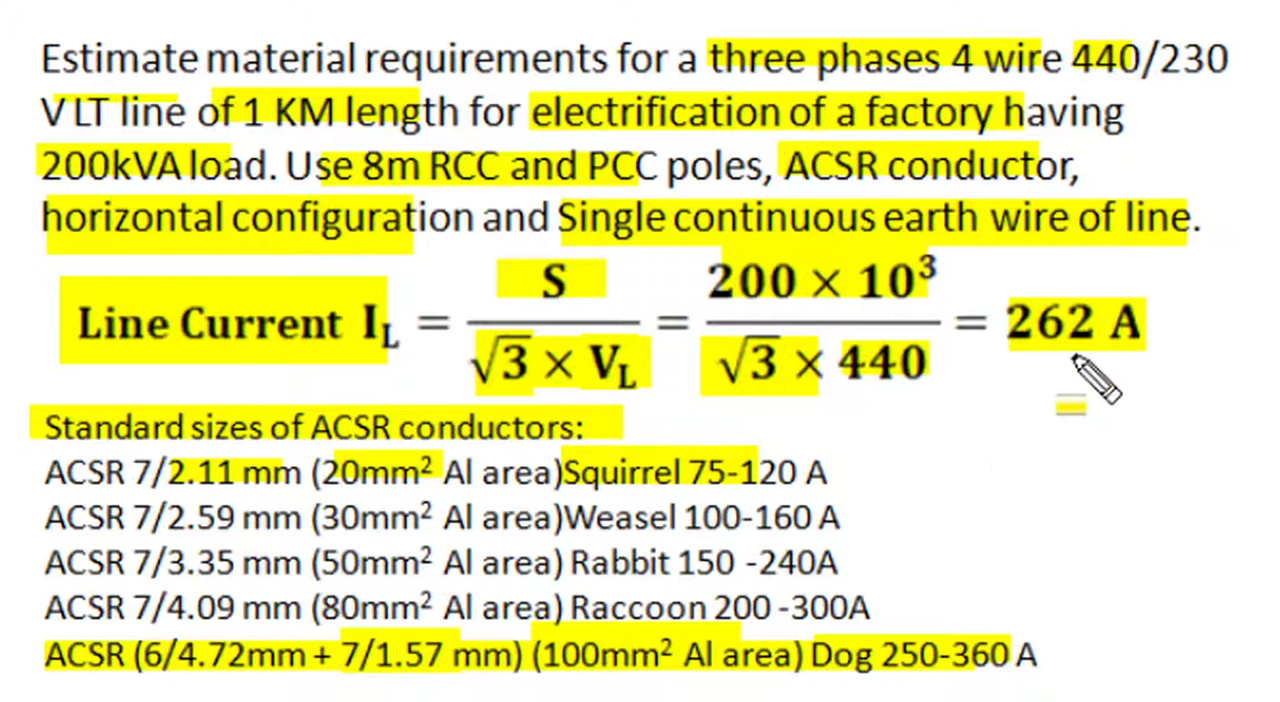 Estimate material requirements for a three phases 4 wire 440/230
V LT line of 1 KM length for electrification of a factory having
200kVA load. Use 8m RCC and PCC poles, ACSR conductor,
horizontal configuration and Single continuous earth wire of line.
Line Current I_L = S / (√3 × V_L) = 200 × 10³ / (√3 × 440) = 262 A
Standard sizes of ACSR conductors:
ACSR 7/2.11 mm (20mm² Al area)Squirrel 75-120 A
ACSR 7/2.59 mm (30mm² Al area)Weasel 100-160 A
ACSR 7/3.35 mm (50mm² Al area) Rabbit 150 -240A
ACSR 7/4.09 mm (80mm² Al area) Raccoon 200 -300A
ACSR (6/4.72mm + 7/1.57 mm) (100mm² Al area) Dog 250-360 A